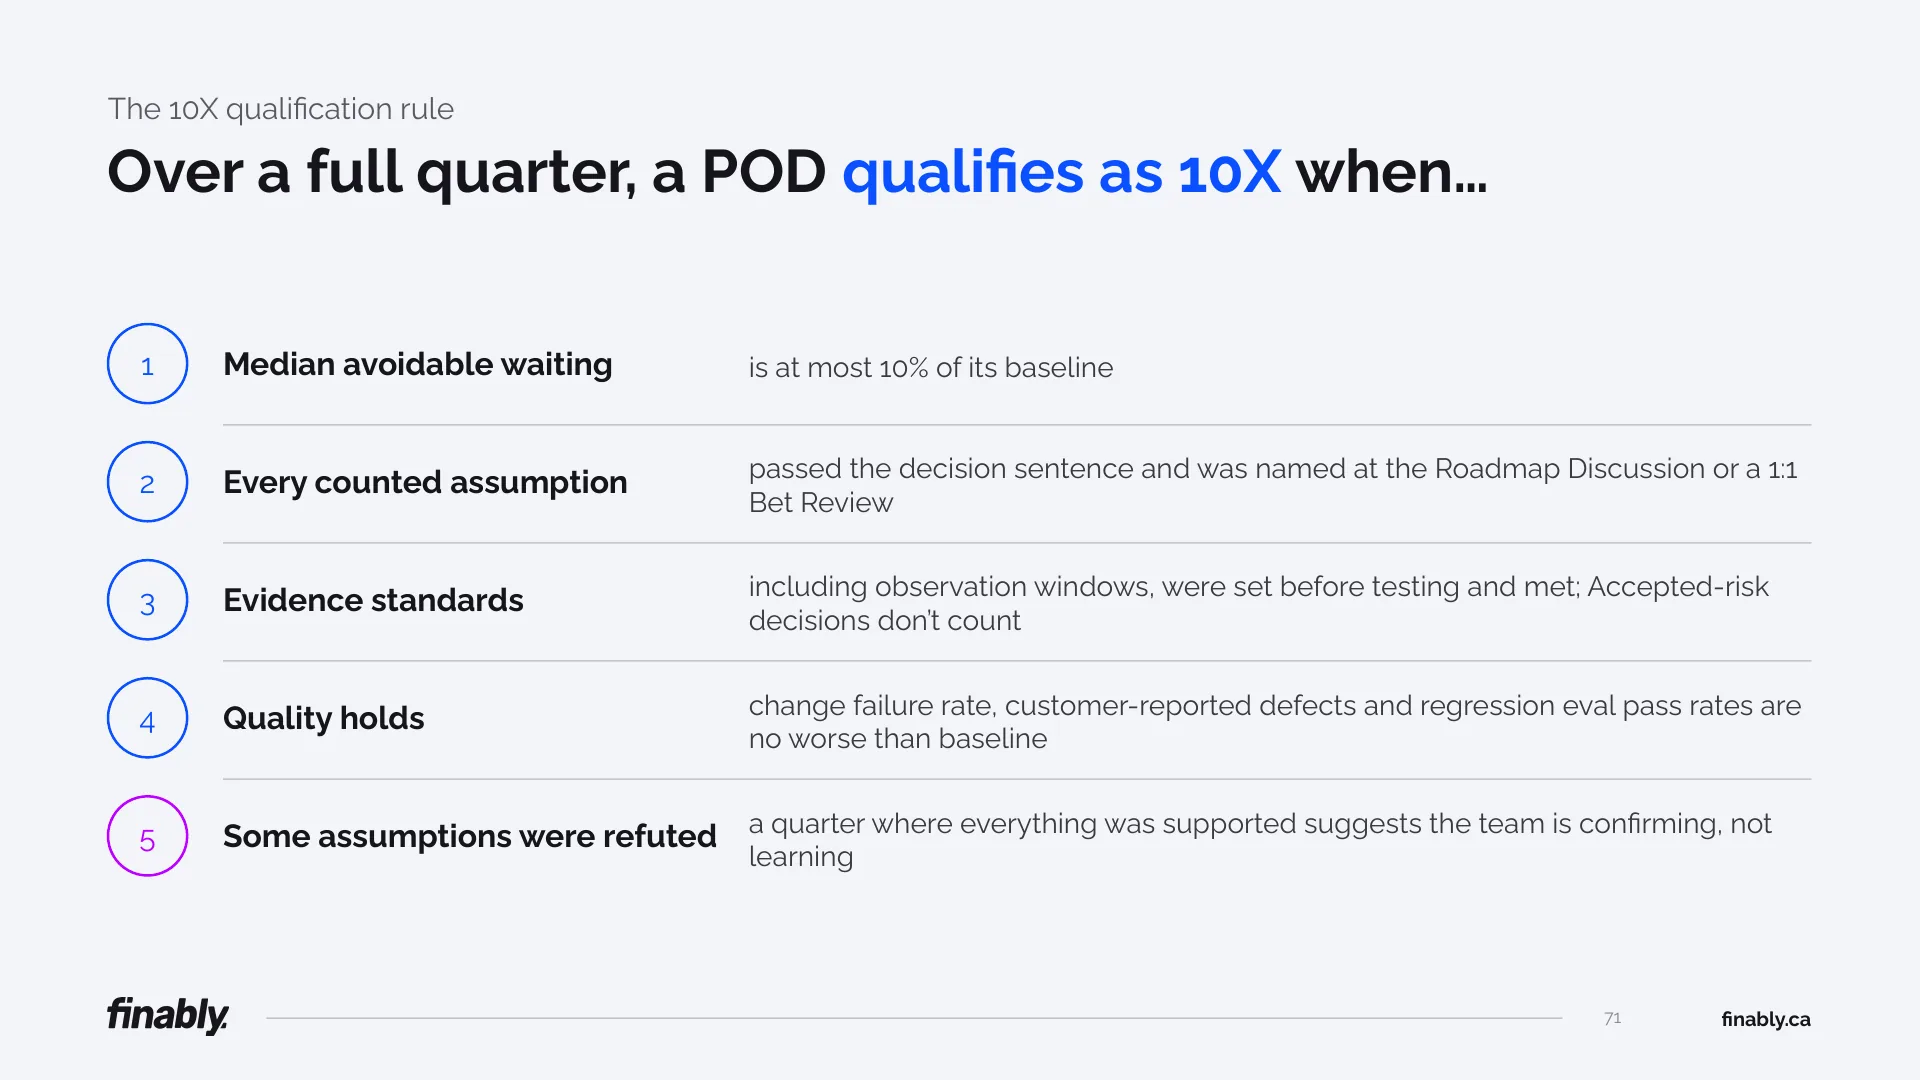 The 10X qualification rule
Over a full quarter, a POD qualifies as 10X when…
1
Median avoidable waiting
is at most 10% of its baseline
2
Every counted assumption
passed the decision sentence and was named at the Roadmap Discussion or a 1:1
Bet Review
3
Evidence standards
including observation windows, were set before testing and met; Accepted-risk
decisions don’t count
4
Quality holds
change failure rate, customer-reported defects and regression eval pass rates are
no worse than baseline
5
Some assumptions were refuted
a quarter where everything was supported suggests the team is confirming, not
learning
finably.
71
finably.ca